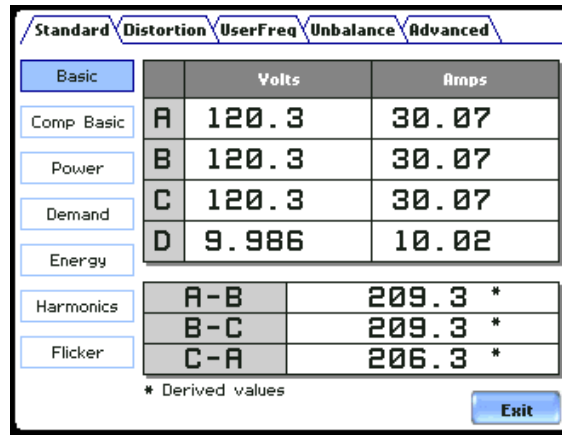 Standard Distortion UserFreq Unbalance Advanced
Basic
Comp Basic
Power
Demand
Energy
Harmonics
Flicker
Volts Amps
A 120.3 30.07
B 120.3 30.07
C 120.3 30.07
D 9.986 10.02
A-B 209.3 *
B-C 209.3 *
C-A 206.3 *
* Derived values
Exit